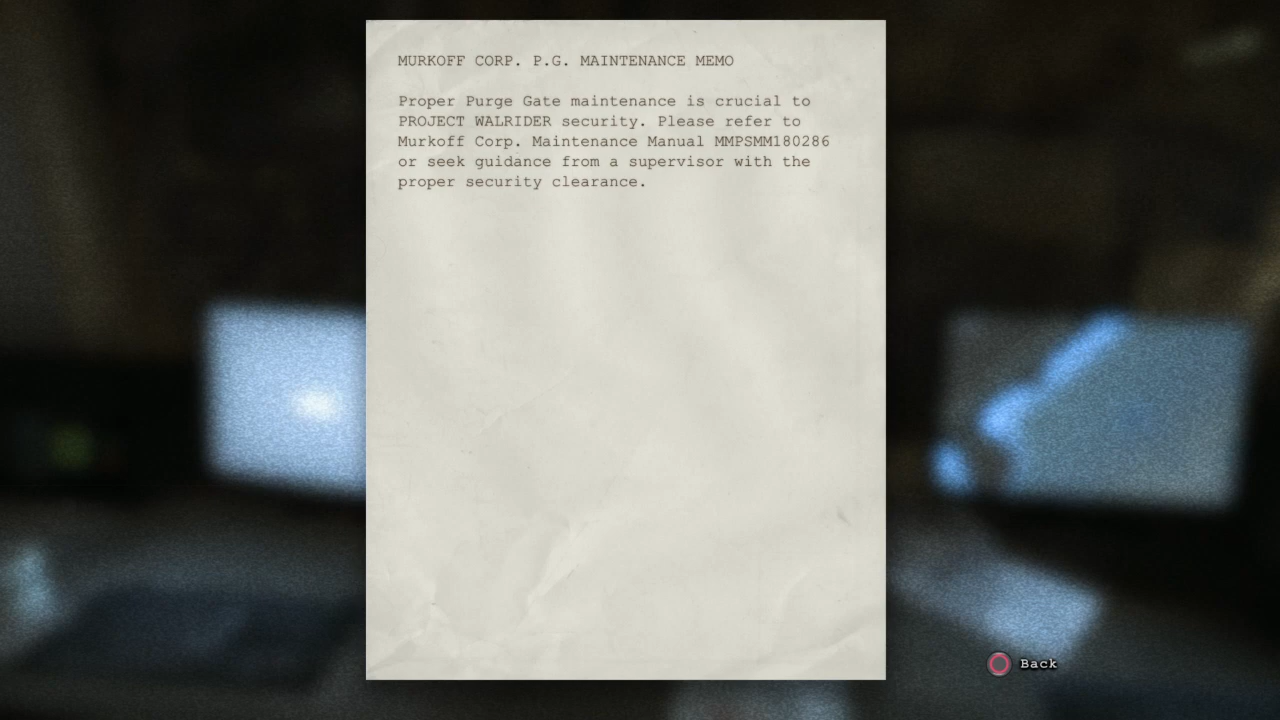 MURKOFF CORP. P.G. MAINTENANCE MEMO
Proper Purge Gate maintenance is crucial to
PROJECT WALRIDER security. Please refer to
Murkoff Corp. Maintenance Manual MMPSMM180286
or seek guidance from a supervisor with the
proper security clearance.
Back